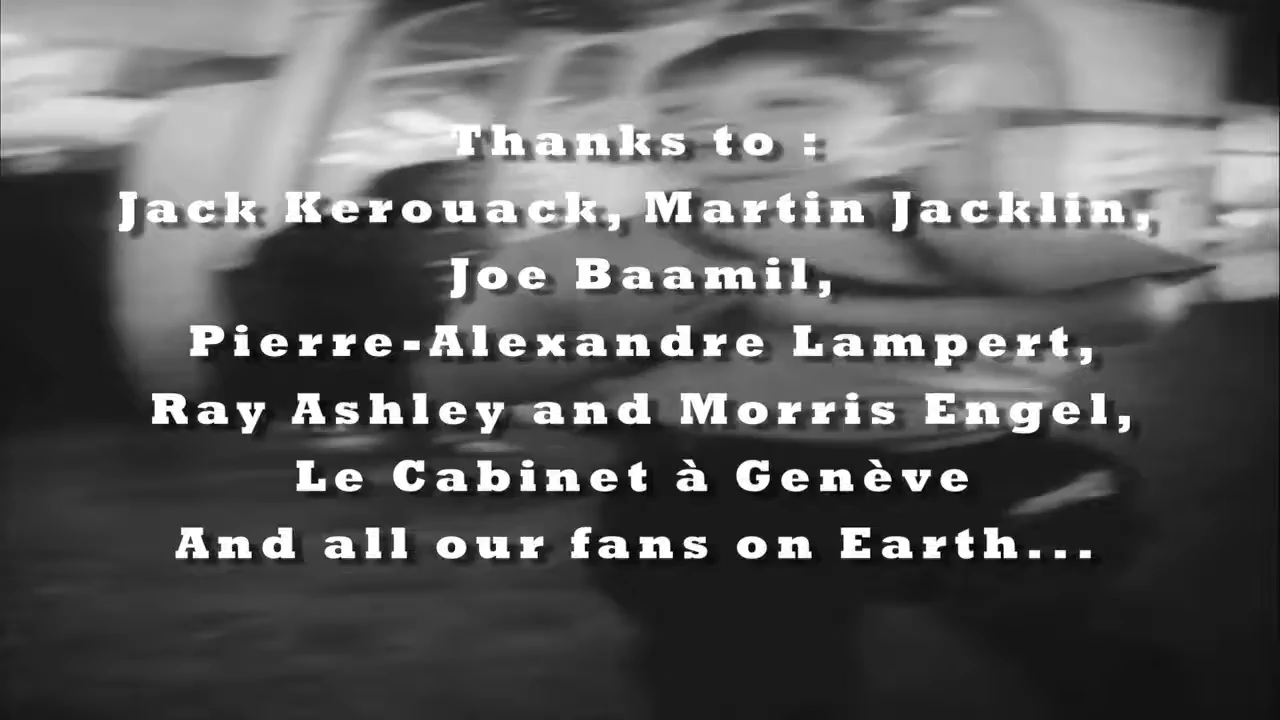 Thanks to :
Jack Kerouack, Martin Jacklin,
Joe Baamil,
Pierre-Alexandre Lampert,
Ray Ashley and Morris Engel,
Le Cabinet à Genève
And all our fans on Earth...